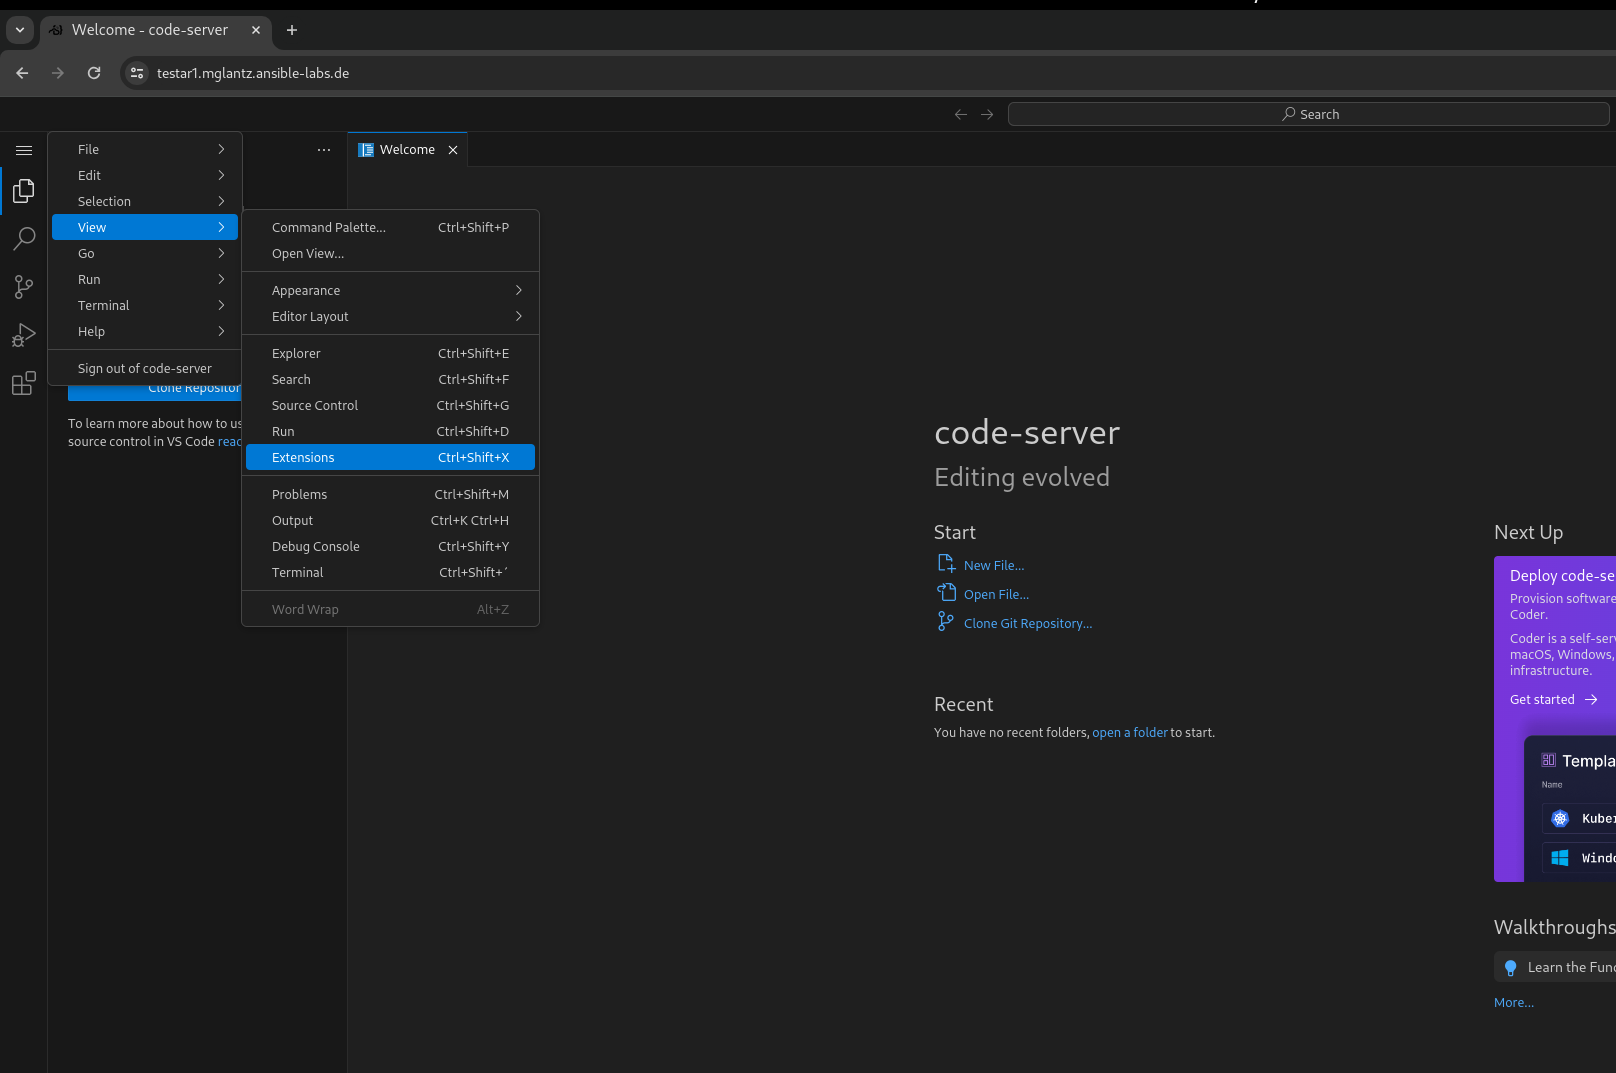 Welcome - code-server
testar1.mglantz.ansible-labs.de
Search
Welcome
File
Edit
Selection
View
Go
Run
Terminal
Help
Sign out of code-server
Command Palette... Ctrl+Shift+P
Open View...
Appearance
Editor Layout
Explorer Ctrl+Shift+E
Search Ctrl+Shift+F
Source Control Ctrl+Shift+G
Run Ctrl+Shift+D
Extensions Ctrl+Shift+X
Problems Ctrl+Shift+M
Output Ctrl+K Ctrl+H
Debug Console Ctrl+Shift+Y
Terminal Ctrl+Shift+´
Word Wrap Alt+Z
Clone Repositor
To learn more about how to us
source control in VS Code reac
code-server
Editing evolved
Start
New File...
Open File...
Clone Git Repository...
Recent
You have no recent folders, open a folder to start.
Next Up
Deploy code-se
Provision software
Coder.
Coder is a self-serv
macOS, Windows,
infrastructure.
Get started
Templa
Name
Kuber
Windo
Walkthroughs
Learn the Func
More...